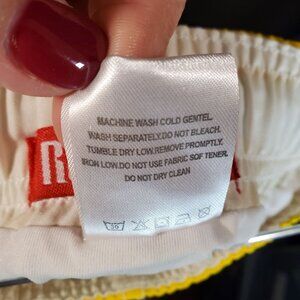 MACHINE WASH COLD GENTEL.
WASH SEPARATELY.DO NOT BLEACH.
TUMBLE DRY LOW.REMOVE PROMPTLY.
IRON LOW.DO NOT USE FABRIC SOF TENER.
DO NOT DRY CLEAN
30
R